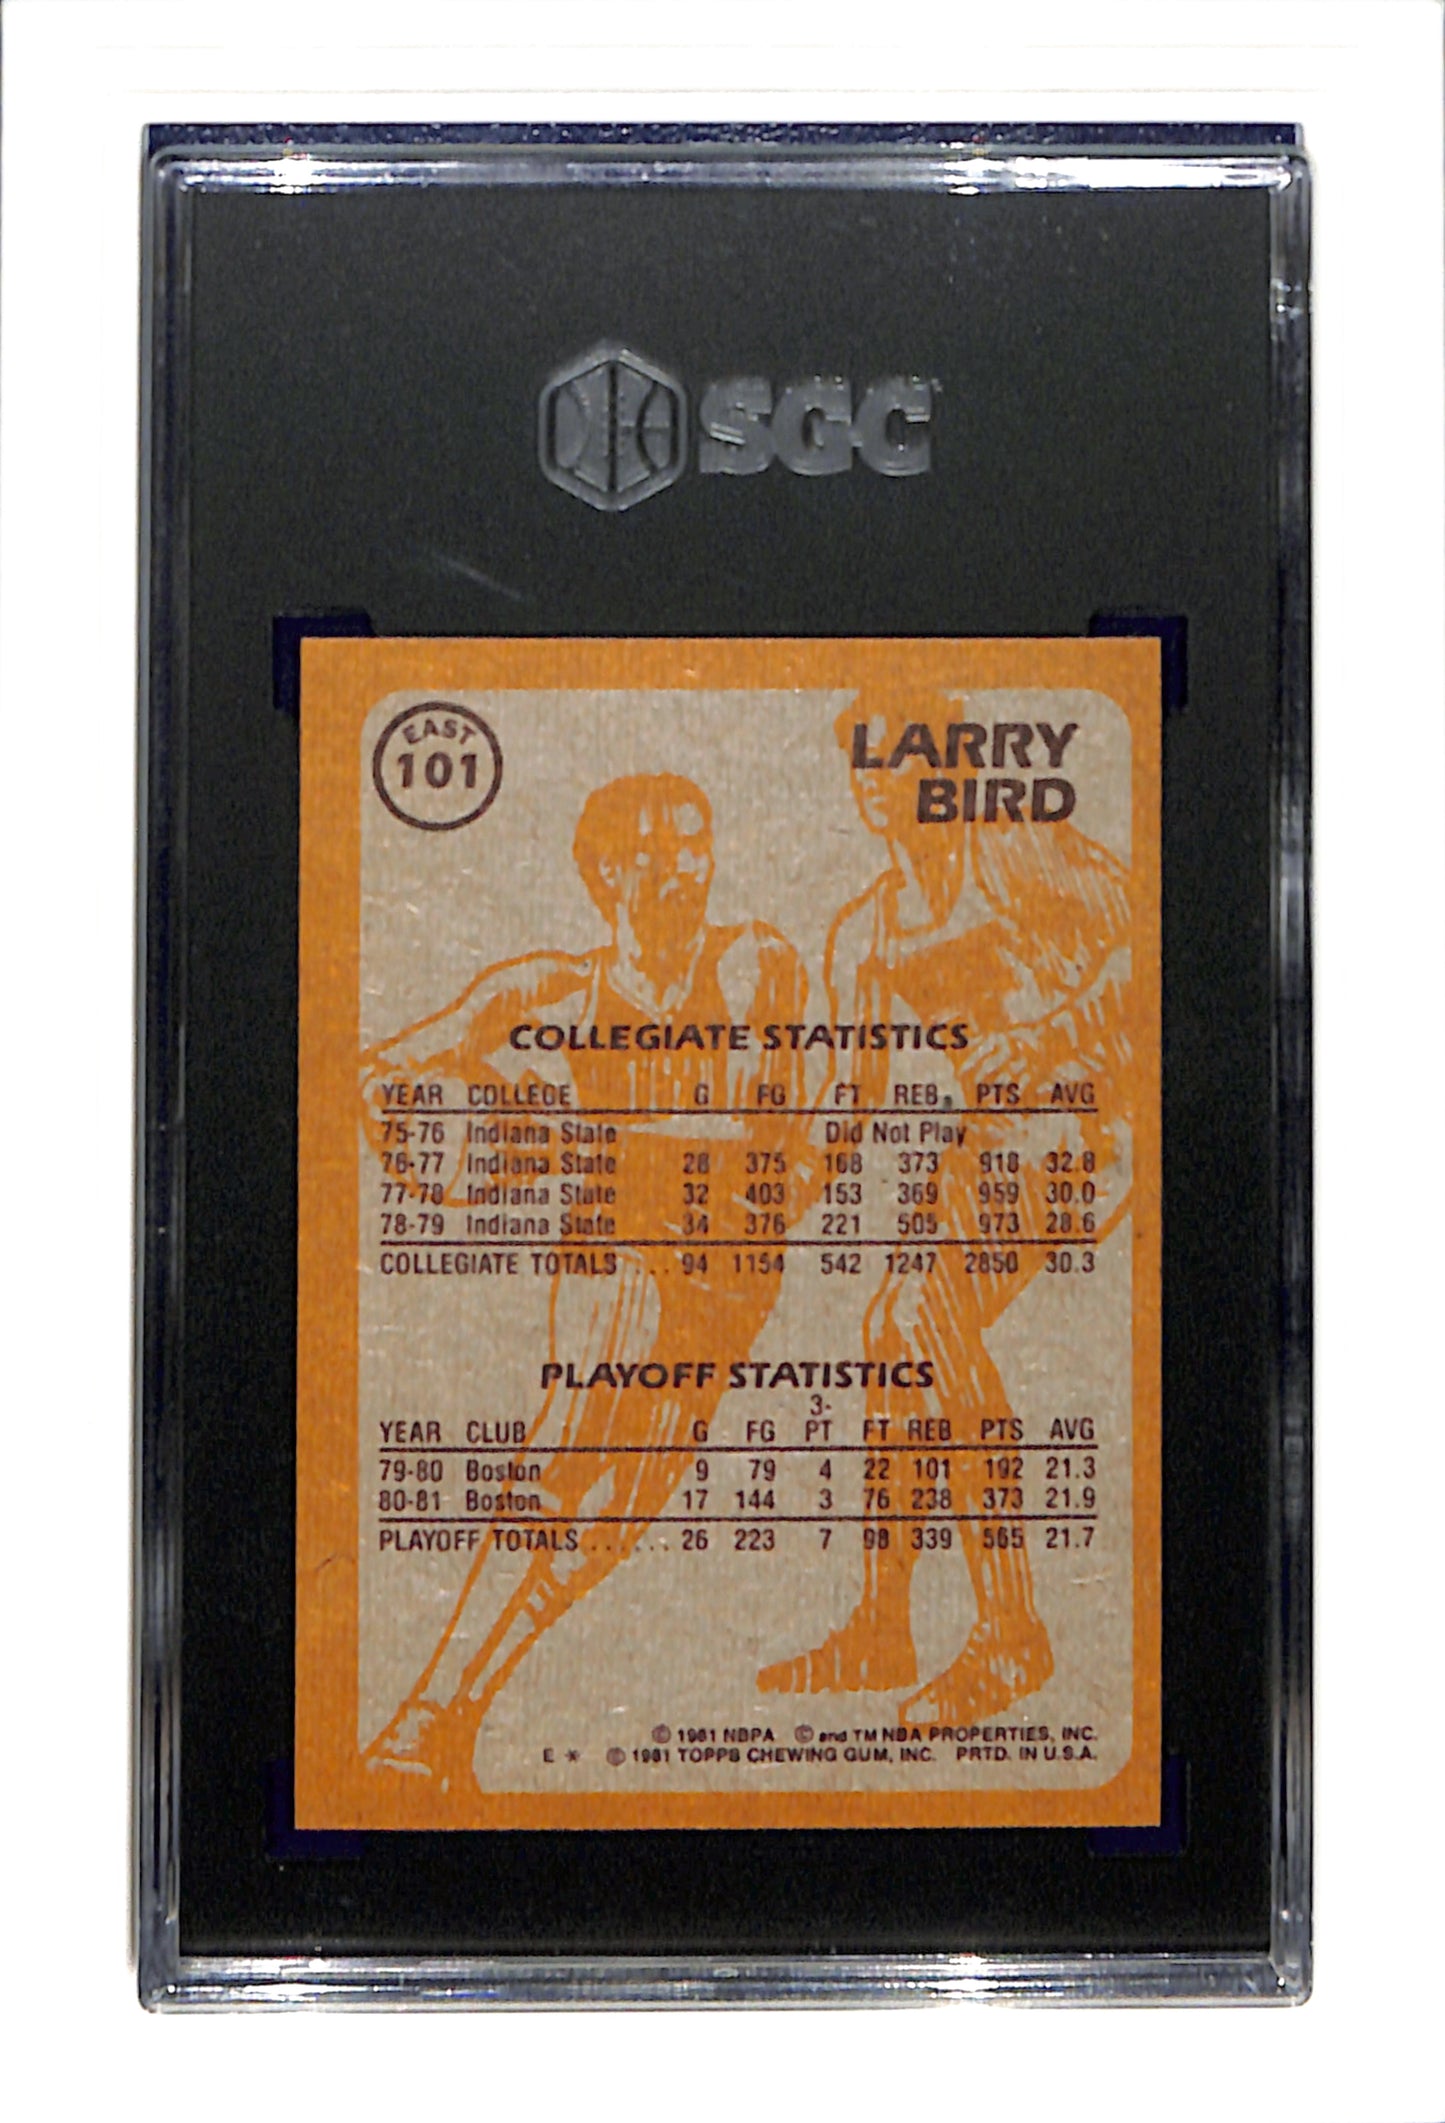 SGC
EAST
101
LARRY
BIRD
COLLEGIATE STATISTICS
YEAR COLLEGE G FG FT REB. PTS AVG
75-76 Indiana State Did Not Play
76-77 Indiana State 28 375 168 373 918 32.8
77-78 Indiana State 32 403 153 369 959 30.0
78-79 Indiana State 34 376 221 505 973 28.6
COLLEGIATE TOTALS ... 94 1154 542 1247 2850 30.3
PLAYOFF STATISTICS
3-
YEAR CLUB G FG PT FT REB PTS AVG
79-80 Boston 9 79 4 22 101 192 21.3
80-81 Boston 17 144 3 76 238 373 21.9
PLAYOFF TOTALS ...... 26 223 7 98 339 565 21.7
© 1981 NBPA © and TM NBA PROPERTIES, INC.
E * © 1981 TOPPS CHEWING GUM, INC. PRTD. IN U.S.A.